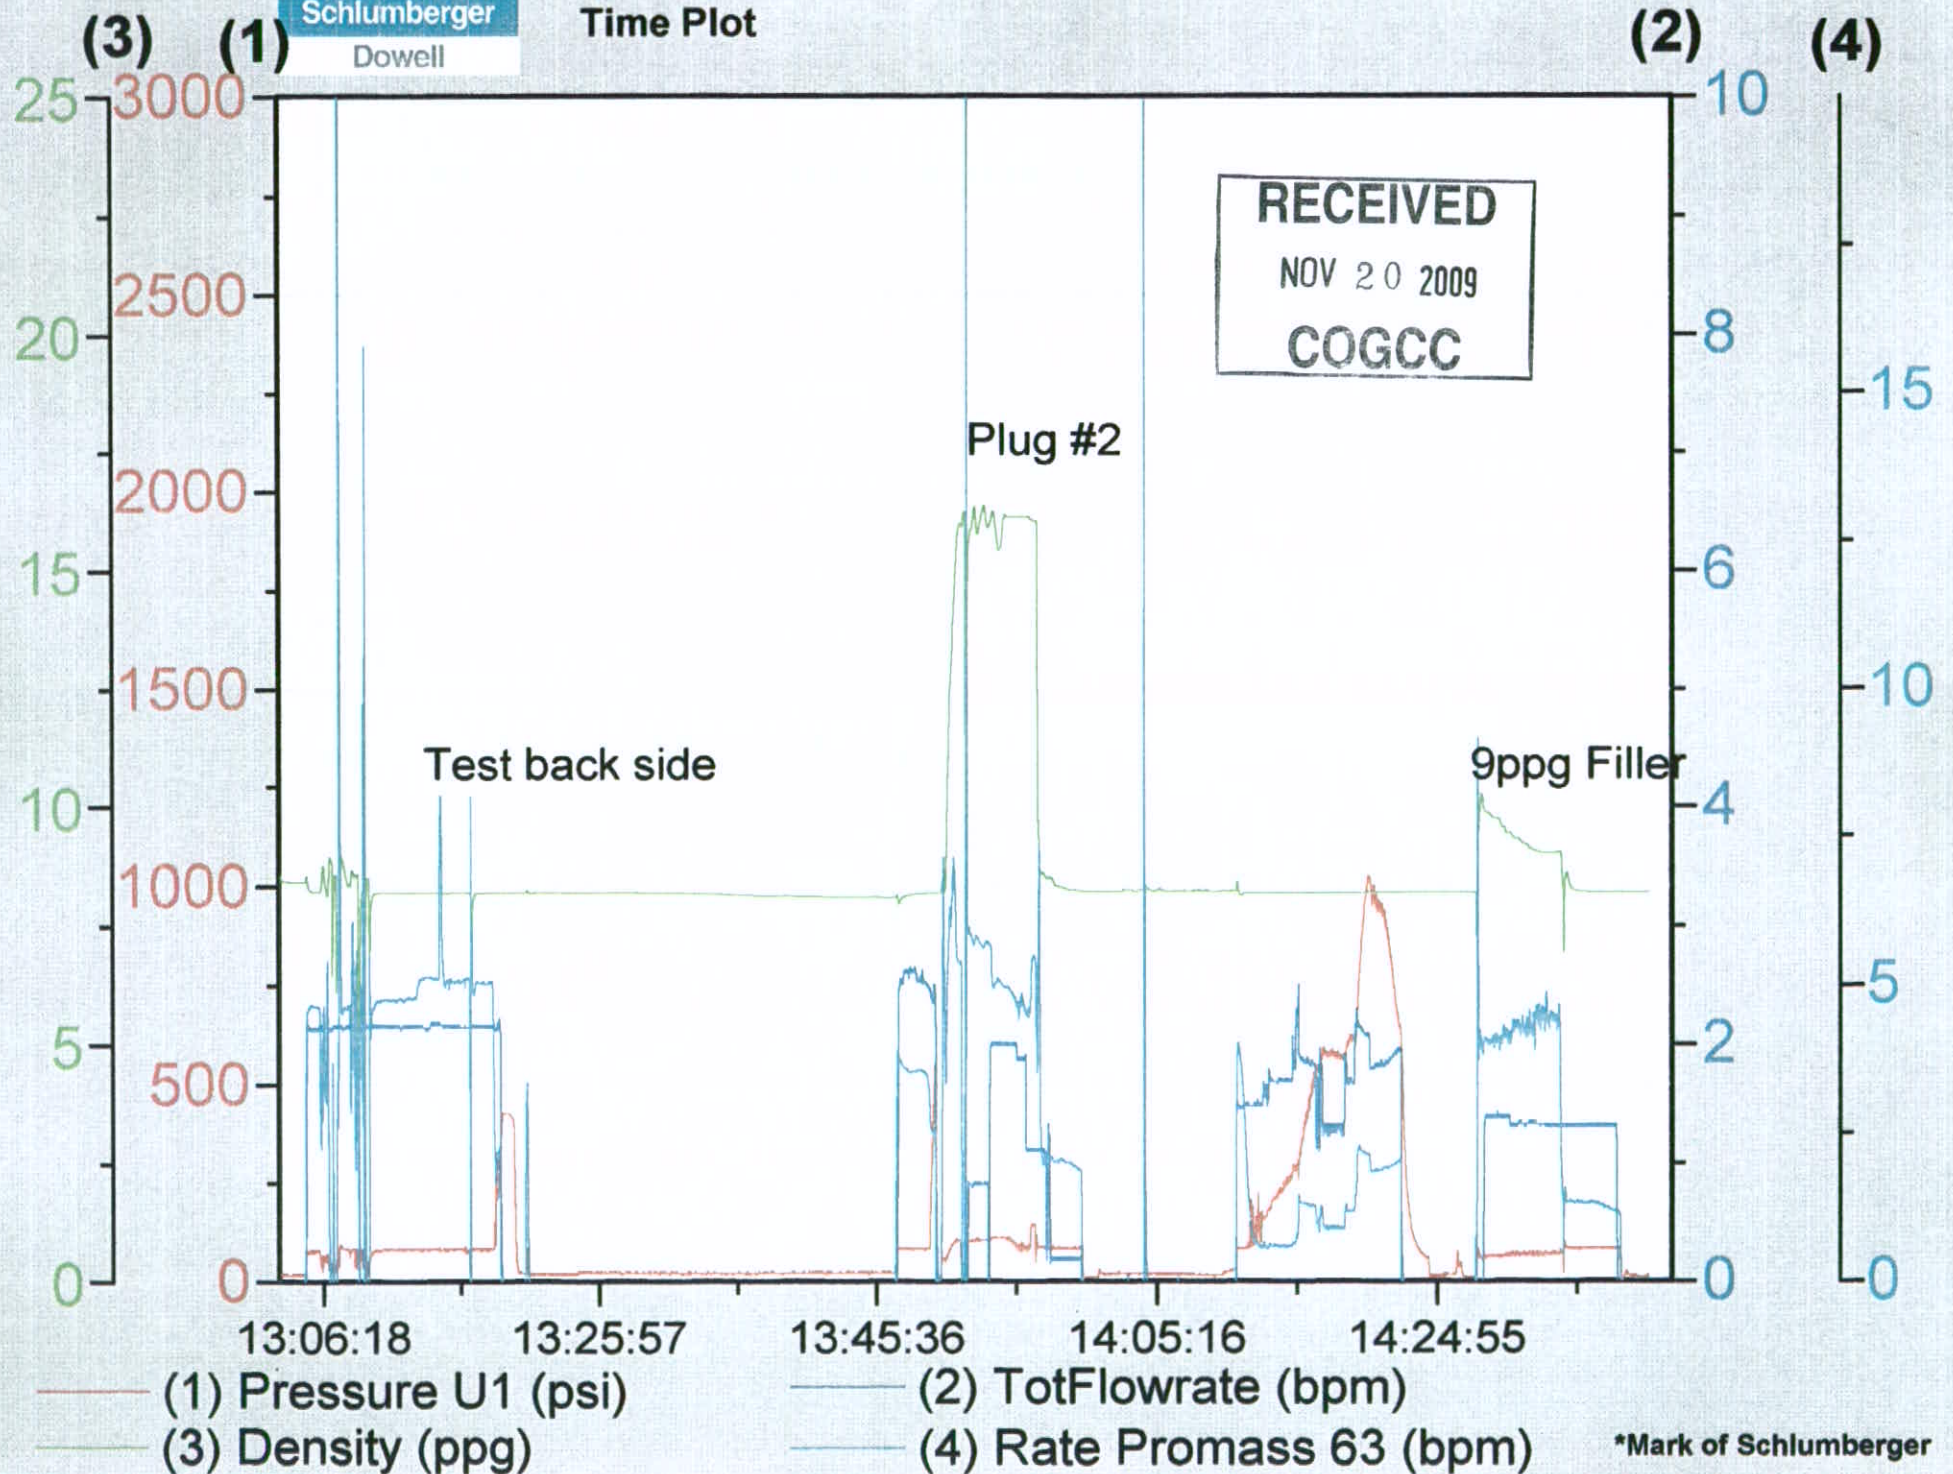 Schlumberger
Dowell
Time Plot
(3) (1) (2) (4)
25 3000 10
2500
20 8
15
2000
15 6
1500 10
Test back side
Plug #2
9ppg Filler
10 4
1000
5
5 2
500
0 0 0 0
RECEIVED
NOV 20 2009
COGCC
13:06:18 13:25:57 13:45:36 14:05:16 14:24:55
(1) Pressure U1 (psi)
(2) TotFlowrate (bpm)
(3) Density (ppg)
(4) Rate Promass 63 (bpm)
*Mark of Schlumberger